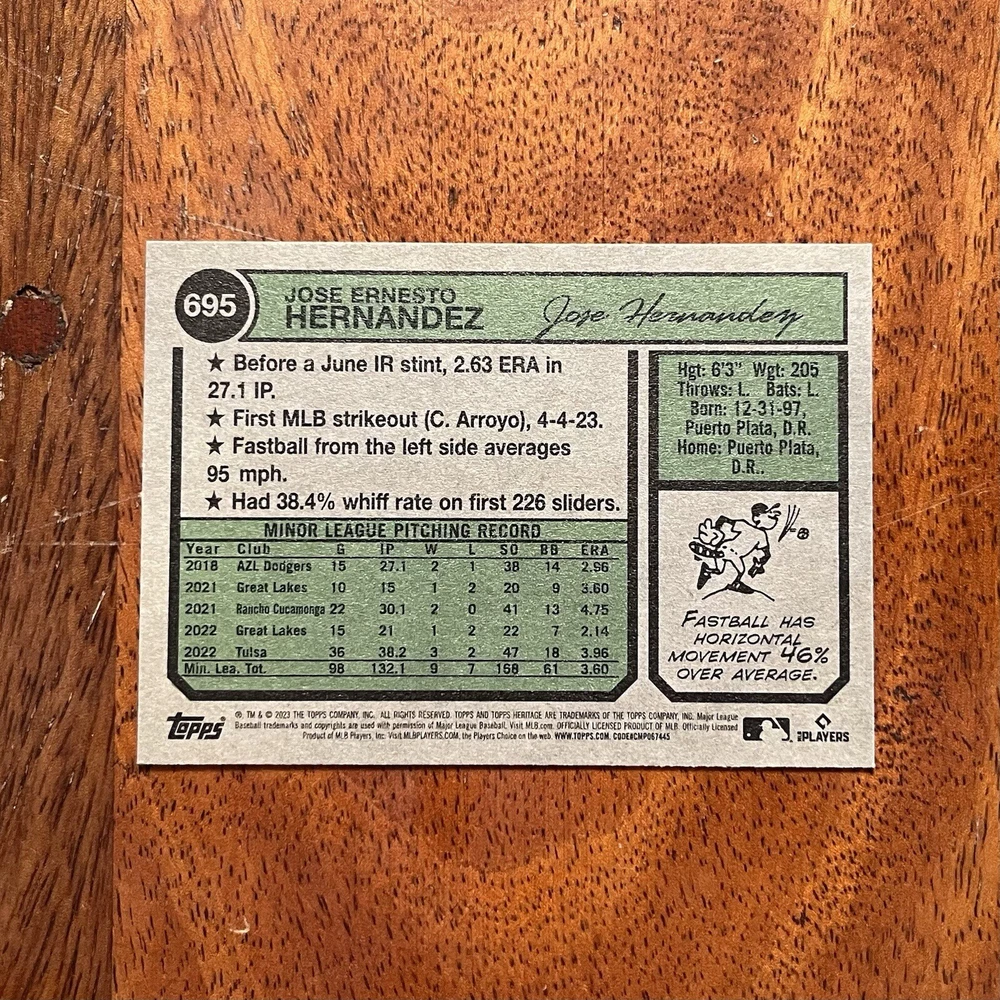 695
JOSE ERNESTO
HERNANDEZ
Jose Hernandez
★ Before a June IR stint, 2.63 ERA in
27.1 IP.
★ First MLB strikeout (C. Arroyo), 4-4-23.
★ Fastball from the left side averages
95 mph.
★ Had 38.4% whiff rate on first 226 sliders.
MINOR LEAGUE PITCHING RECORD
Year Club G IP W L SO BB ERA
2018 AZL Dodgers 15 27.1 2 1 38 14 2.96
2021 Great Lakes 10 15 1 2 20 9 3.60
2021 Rancho Cucamonga 22 30.1 2 0 41 13 4.75
2022 Great Lakes 15 21 1 2 22 7 2.14
2022 Tulsa 36 38.2 3 2 47 18 3.96
Min. Lea. Tot. 98 132.1 9 7 168 61 3.60
Hgt: 6'3" Wgt: 205
Throws: L. Bats: L.
Born: 12-31-97,
Puerto Plata, D.R.
Home: Puerto Plata,
D.R..
FASTBALL HAS
HORIZONTAL
MOVEMENT 46%
OVER AVERAGE.
topps
® TM & © 2023 THE TOPPS COMPANY, INC. ALL RIGHTS RESERVED. TOPPS AND TOPPS HERITAGE ARE TRADEMARKS OF THE TOPPS COMPANY, INC. Major League
Baseball trademarks and copyrights are used with permission of Major League Baseball. Visit MLB.com. OFFICIALLY LICENSED PRODUCT OF MLB. Officially Licensed
Product of MLB Players, Inc. Visit MLBPLAYERS.COM, the Players Choice on the web. WWW.TOPPS.COM. CODE#CMP067445
MLBPLAYERS